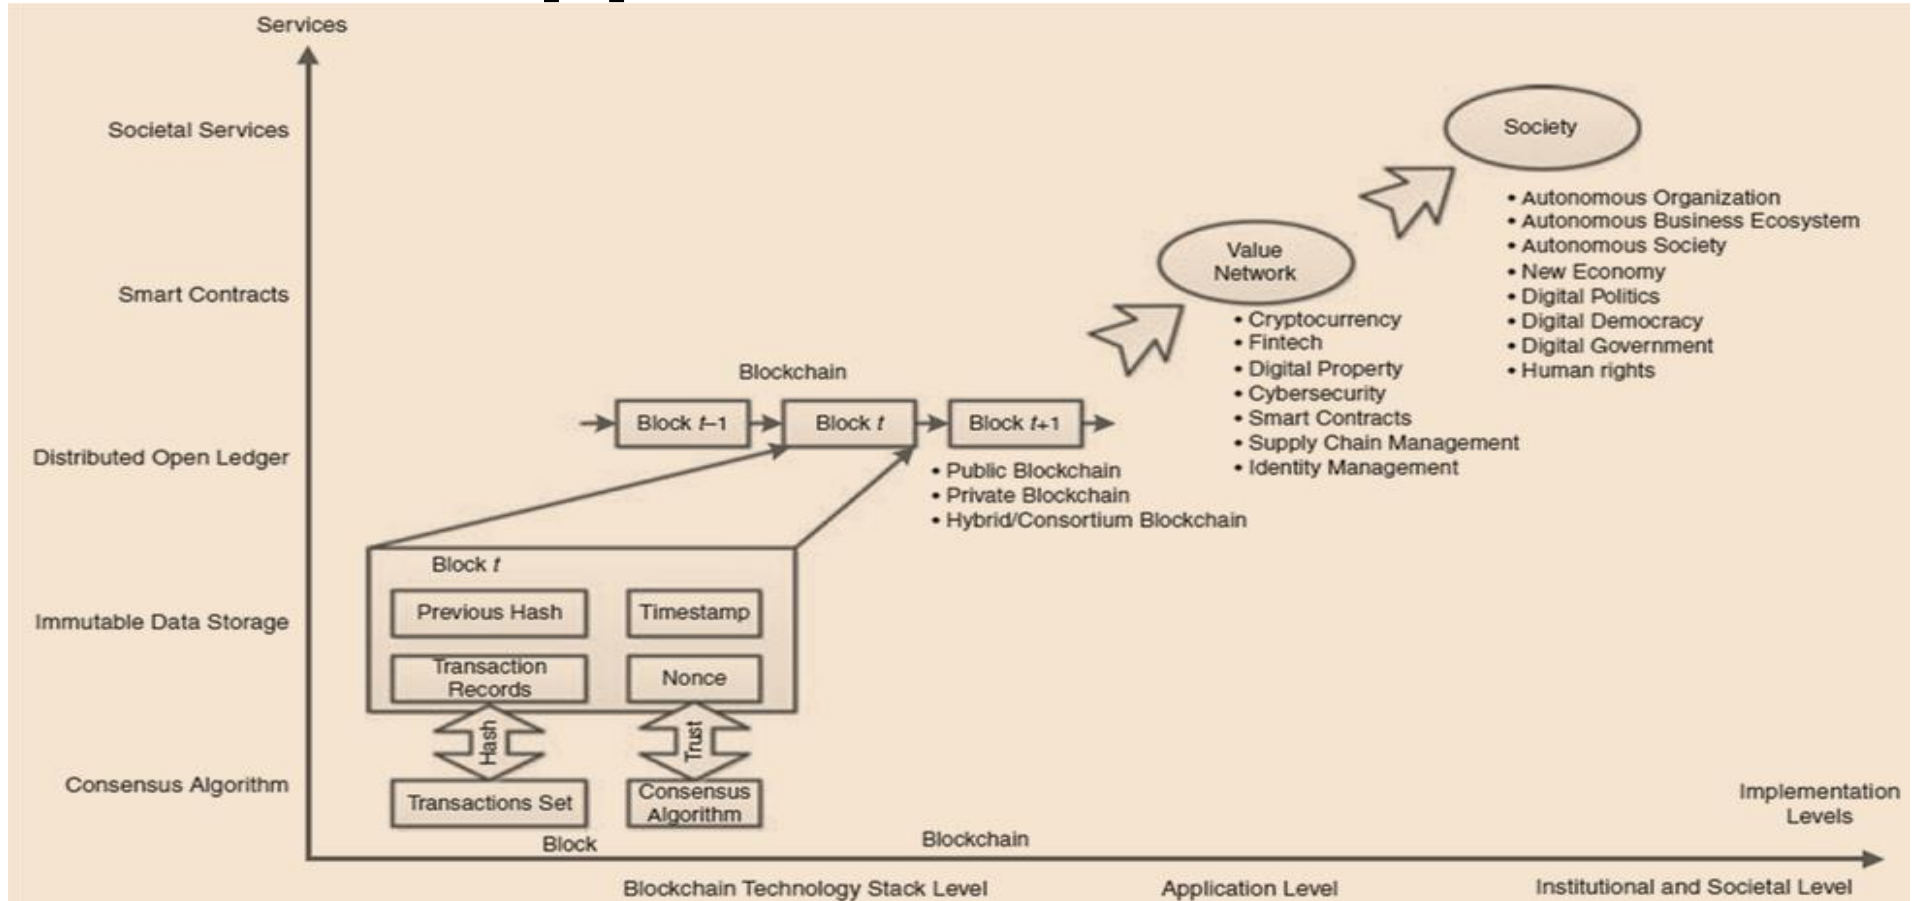 Services
Societal Services
Society
• Autonomous Organization
• Autonomous Business Ecosystem
• Autonomous Society
• New Economy
• Digital Politics
• Digital Democracy
• Digital Government
• Human rights
Smart Contracts
Value
Network
• Cryptocurrency
• Fintech
• Digital Property
• Cybersecurity
• Smart Contracts
• Supply Chain Management
• Identity Management
Blockchain
Block t–1
Block t
Block t+1
Distributed Open Ledger
• Public Blockchain
• Private Blockchain
• Hybrid/Consortium Blockchain
Block t
Previous Hash
Timestamp
Immutable Data Storage
Transaction
Records
Nonce
Hash
Trust
Consensus Algorithm
Transactions Set
Consensus
Algorithm
Block
Blockchain
Implementation
Levels
Blockchain Technology Stack Level
Application Level
Institutional and Societal Level